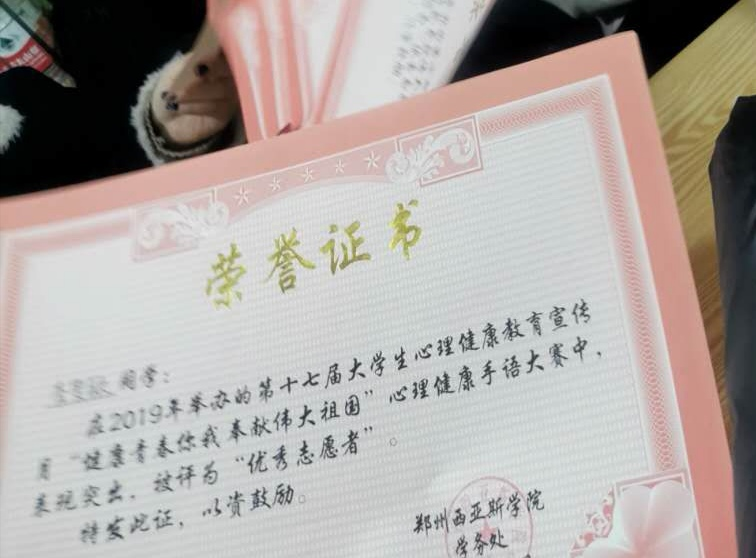 荣誉证书
同学：
在2019年举办的第十七届大学生心理健康教育宣传
月“健康青春你我奉献伟大祖国”心理健康手语大赛中，
表现突出，被评为“优秀志愿者”。
特发此证，以资鼓励。
郑州西亚斯学院
学务处